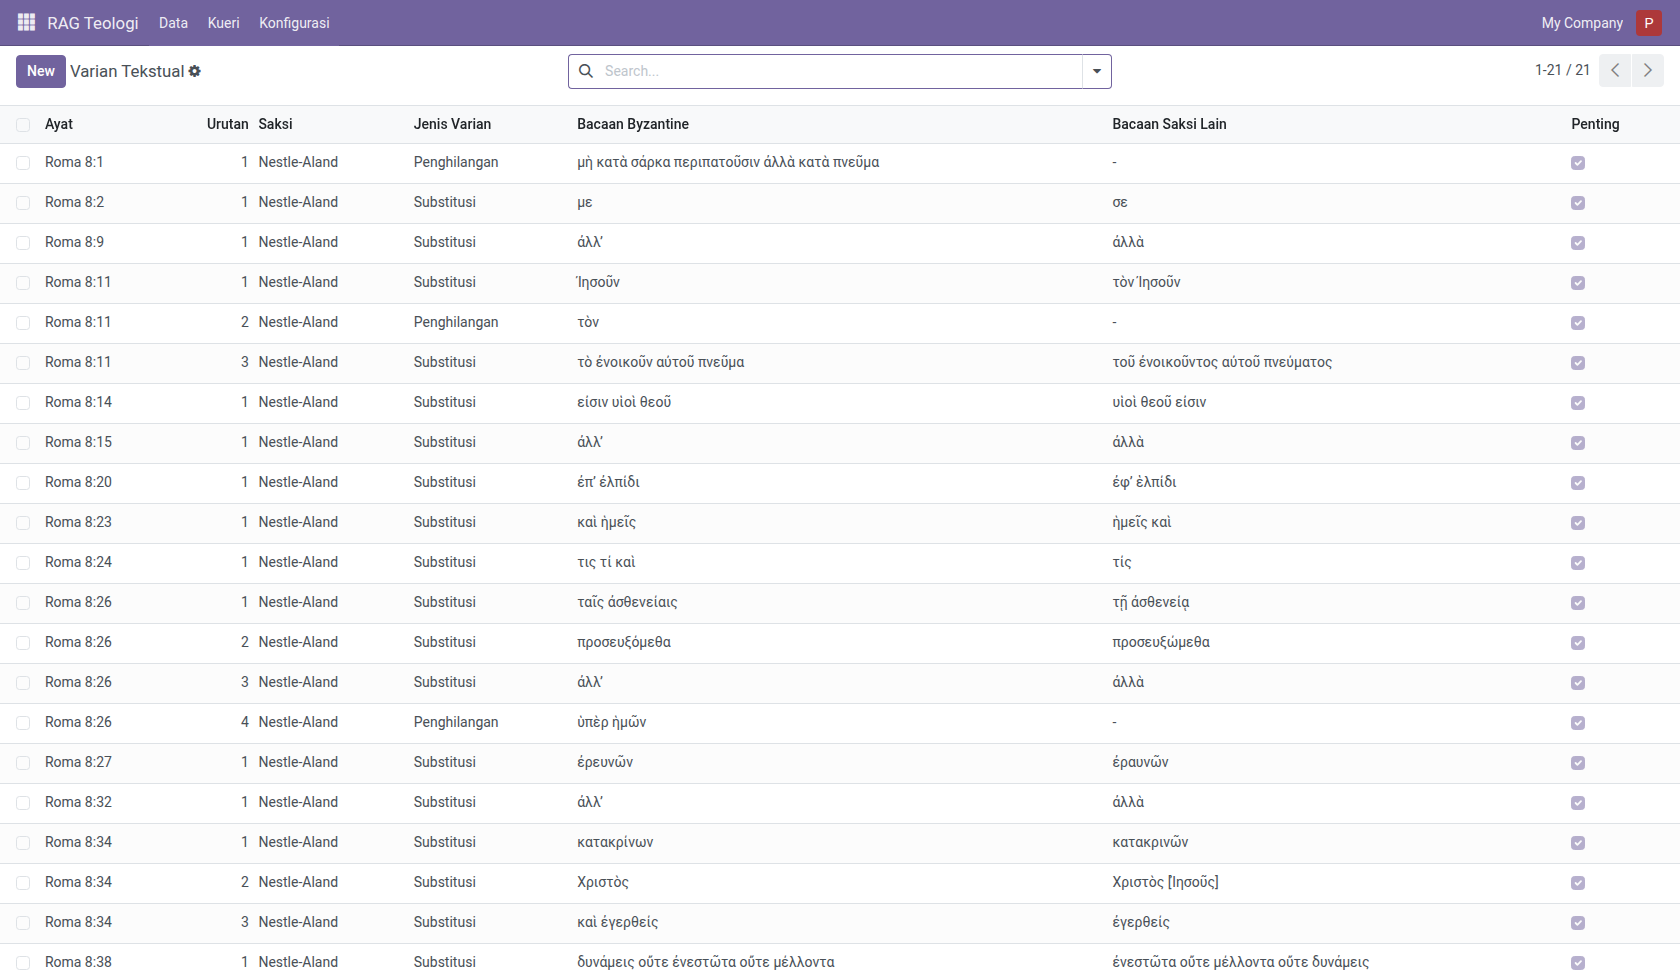 RAG Teologi Data Kueri Konfigurasi My Company P
New Varian Tekstual Search... 1-21 / 21
Ayat Urutan Saksi Jenis Varian Bacaan Byzantine Bacaan Saksi Lain Penting
Roma 8:1 1 Nestle-Aland Penghilangan μὴ κατὰ σάρκα περιπατοῦσιν ἀλλὰ κατὰ πνεῦμα -
Roma 8:2 1 Nestle-Aland Substitusi με σε
Roma 8:9 1 Nestle-Aland Substitusi ἀλλ’ ἀλλὰ
Roma 8:11 1 Nestle-Aland Substitusi Ἰησοῦν τὸν Ἰησοῦν
Roma 8:11 2 Nestle-Aland Penghilangan τὸν -
Roma 8:11 3 Nestle-Aland Substitusi τὸ ἐνοικοῦν αὐτοῦ πνεῦμα τοῦ ἐνοικοῦντος αὐτοῦ πνεύματος
Roma 8:14 1 Nestle-Aland Substitusi εἰσιν υἱοὶ θεοῦ υἱοὶ θεοῦ εἰσιν
Roma 8:15 1 Nestle-Aland Substitusi ἀλλ’ ἀλλὰ
Roma 8:20 1 Nestle-Aland Substitusi ἐπ’ ἐλπίδι ἐφ’ ἑλπίδι
Roma 8:23 1 Nestle-Aland Substitusi καὶ ἡμεῖς ἡμεῖς καὶ
Roma 8:24 1 Nestle-Aland Substitusi τις τί καὶ τίς
Roma 8:26 1 Nestle-Aland Substitusi ταῖς ἀσθενείαις τῇ ἀσθενείᾳ
Roma 8:26 2 Nestle-Aland Substitusi προσευξόμεθα προσευξώμεθα
Roma 8:26 3 Nestle-Aland Substitusi ἀλλ’ ἀλλὰ
Roma 8:26 4 Nestle-Aland Penghilangan ὑπὲρ ἡμῶν -
Roma 8:27 1 Nestle-Aland Substitusi ἐρευνῶν ἐραυνῶν
Roma 8:32 1 Nestle-Aland Substitusi ἀλλ’ ἀλλὰ
Roma 8:34 1 Nestle-Aland Substitusi κατακρίνων κατακρινῶν
Roma 8:34 2 Nestle-Aland Substitusi Χριστὸς Χριστὸς [Ἰησοῦς]
Roma 8:34 3 Nestle-Aland Substitusi καὶ ἐγερθείς ἐγερθείς
Roma 8:38 1 Nestle-Aland Substitusi δυνάμεις οὔτε ἐνεστῶτα οὔτε μέλλοντα ἐνεστῶτα οὔτε μέλλοντα οὔτε δυνάμεις